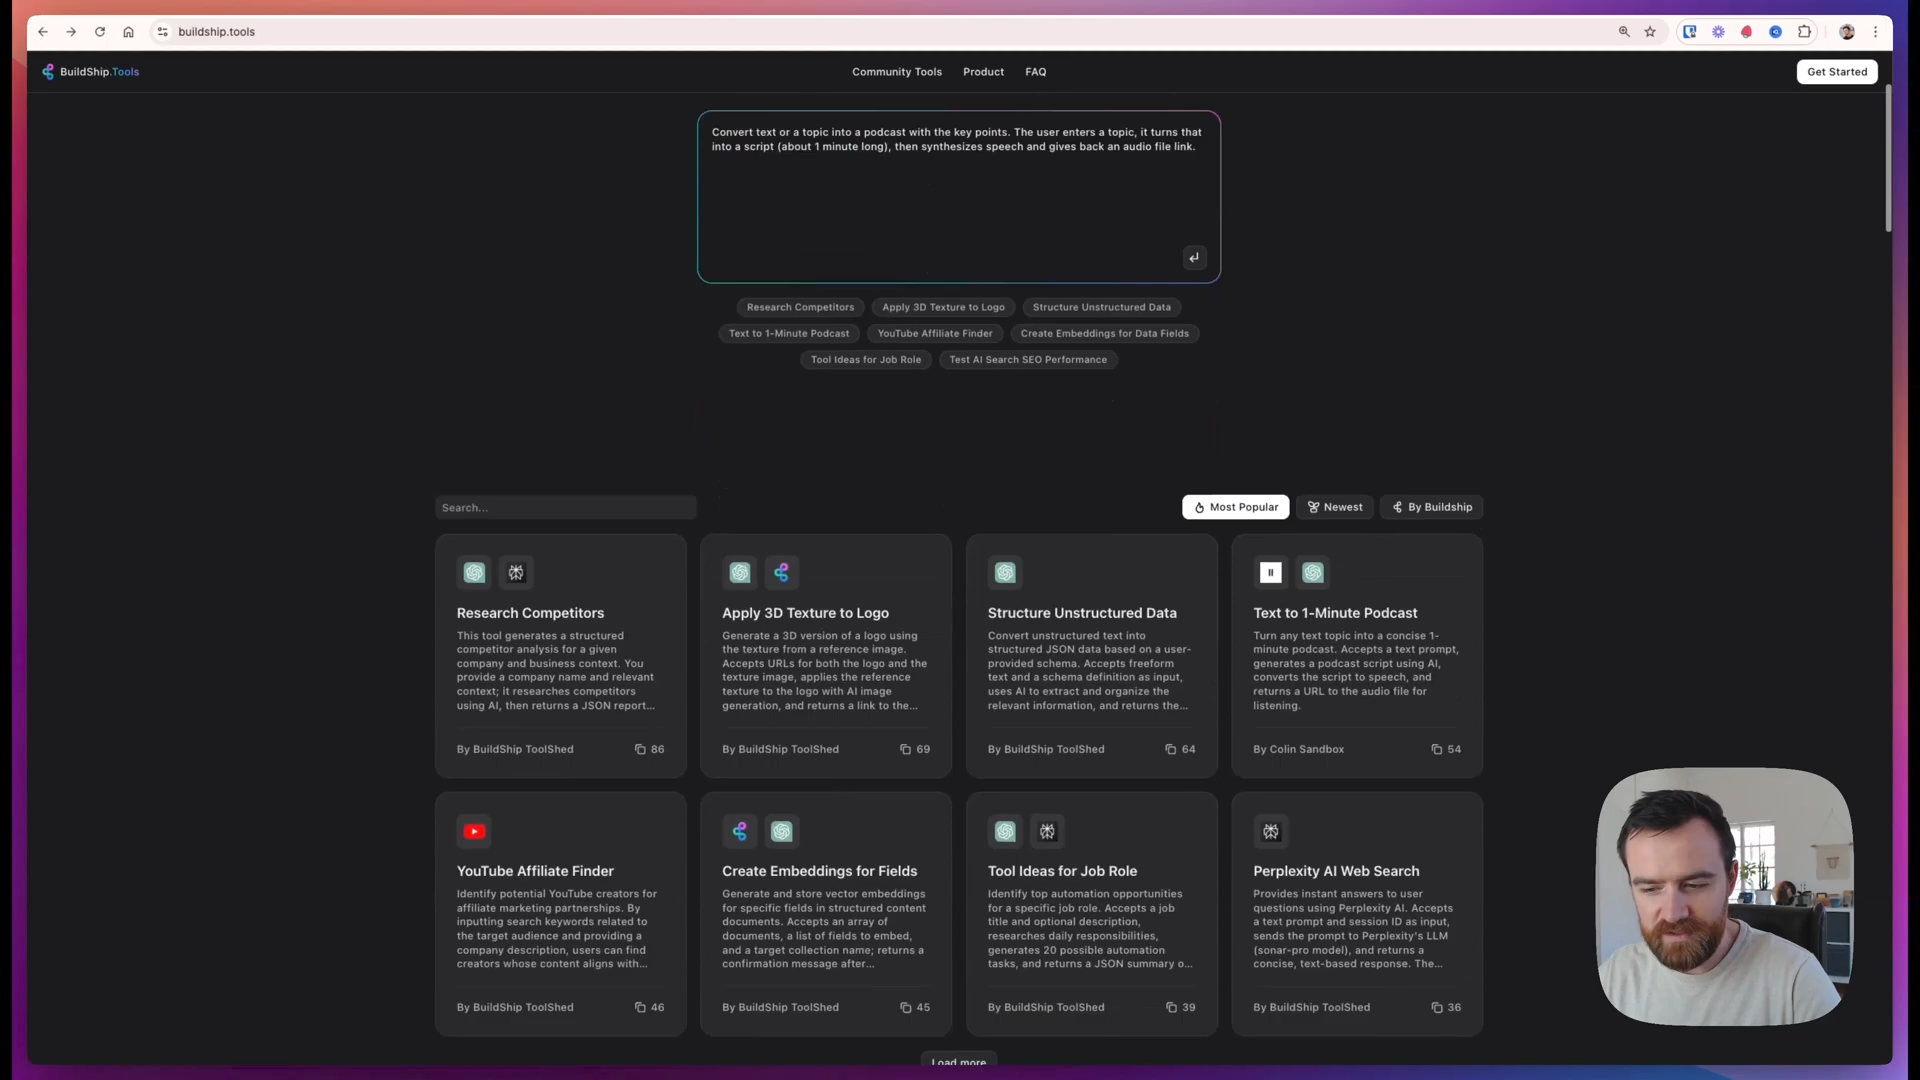 buildship.tools
BuildShip.Tools
Community Tools
Product
FAQ
Get Started
Convert text or a topic into a podcast with the key points. The user enters a topic, it turns that
into a script (about 1 minute long), then synthesizes speech and gives back an audio file link.
Research Competitors
Apply 3D Texture to Logo
Structure Unstructured Data
Text to 1-Minute Podcast
YouTube Affiliate Finder
Create Embeddings for Data Fields
Tool Ideas for Job Role
Test AI Search SEO Performance
Search...
Most Popular
Newest
By Buildship
Research Competitors
This tool generates a structured
competitor analysis for a given
company and business context. You
provide a company name and relevant
context; it researches competitors
using AI, then returns a JSON report...
By BuildShip ToolShed
86
Apply 3D Texture to Logo
Generate a 3D version of a logo using
the texture from a reference image.
Accepts URLs for both the logo and the
texture image, applies the reference
texture to the logo with AI image
generation, and returns a link to the...
By BuildShip ToolShed
69
Structure Unstructured Data
Convert unstructured text into
structured JSON data based on a user-
provided schema. Accepts freeform
text and a schema definition as input,
uses AI to extract and organize the
relevant information, and returns the...
By BuildShip ToolShed
64
Text to 1-Minute Podcast
Turn any text topic into a concise 1-
minute podcast. Accepts a text prompt,
generates a podcast script using AI,
converts the script to speech, and
returns a URL to the audio file for
listening.
By Colin Sandbox
54
YouTube Affiliate Finder
Identify potential YouTube creators for
affiliate marketing partnerships. By
inputting search keywords related to
the target audience and providing a
company description, users can find
creators whose content aligns with...
By BuildShip ToolShed
46
Create Embeddings for Fields
Generate and store vector embeddings
for specific fields in structured content
documents. Accepts an array of
documents, a list of fields to embed,
and a target collection name; returns a
confirmation message after...
By BuildShip ToolShed
45
Tool Ideas for Job Role
Identify top automation opportunities
for a specific job role. Accepts a job
title and optional description,
researches daily responsibilities,
generates 20 possible automation
tasks, and returns a JSON summary o...
By BuildShip ToolShed
39
Perplexity AI Web Search
Provides instant answers to user
questions using Perplexity AI. Accepts
a text prompt and session ID as input,
sends the prompt to Perplexity's LLM
(sonar-pro model), and returns a
concise, text-based response. The...
By BuildShip ToolShed
36
Load more